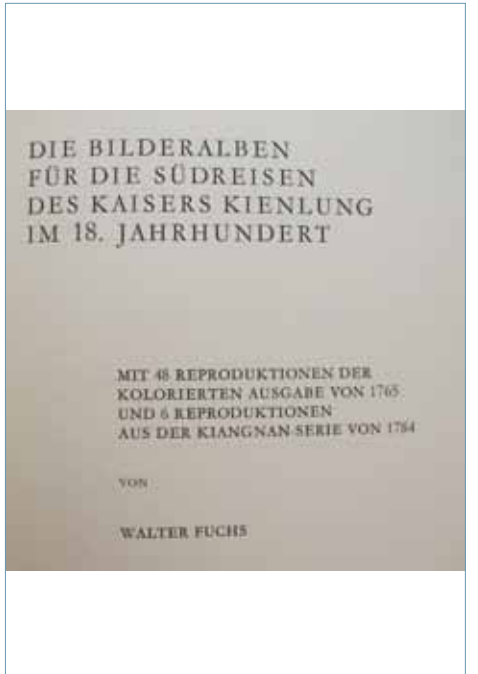 DIE BILDERALBEN
FÜR DIE SÜDREISEN
DES KAISERS KIENLUNG
IM 18. JAHRHUNDERT
MIT 48 REPRODUKTIONEN DER
KOLORIERTEN AUSGABE VON 1765
UND 6 REPRODUKTIONEN
AUS DER KIANGNAN-SERIE VON 1784
VON
WALTER FUCHS